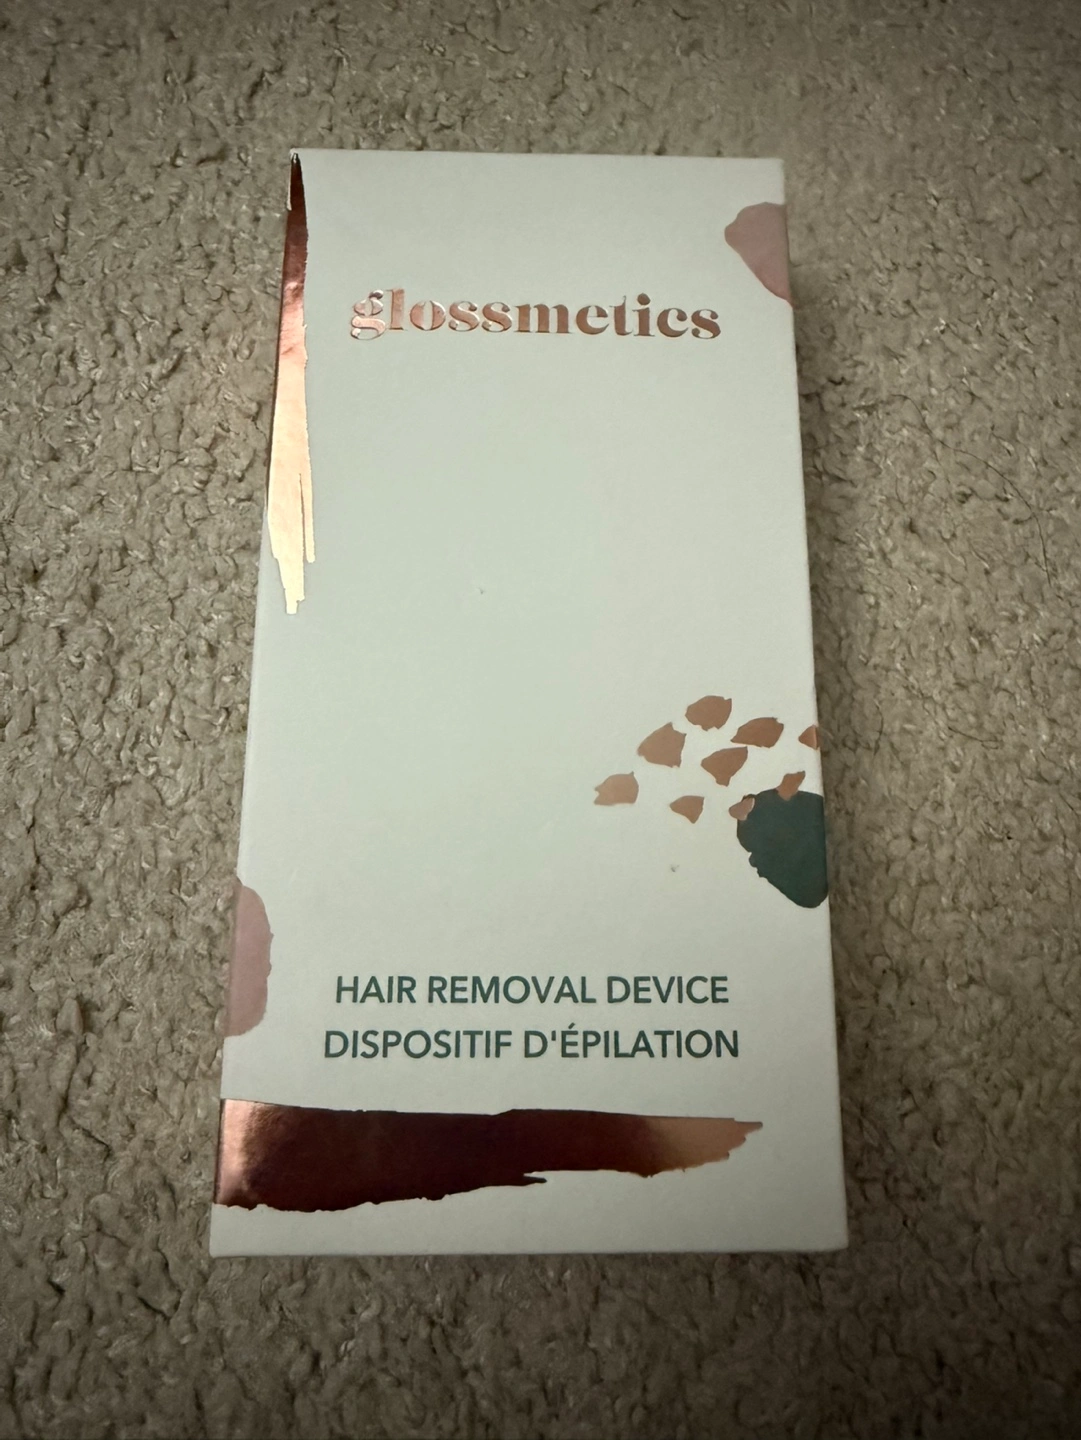 glossmetics
HAIR REMOVAL DEVICE
DISPOSITIF D'ÉPILATION